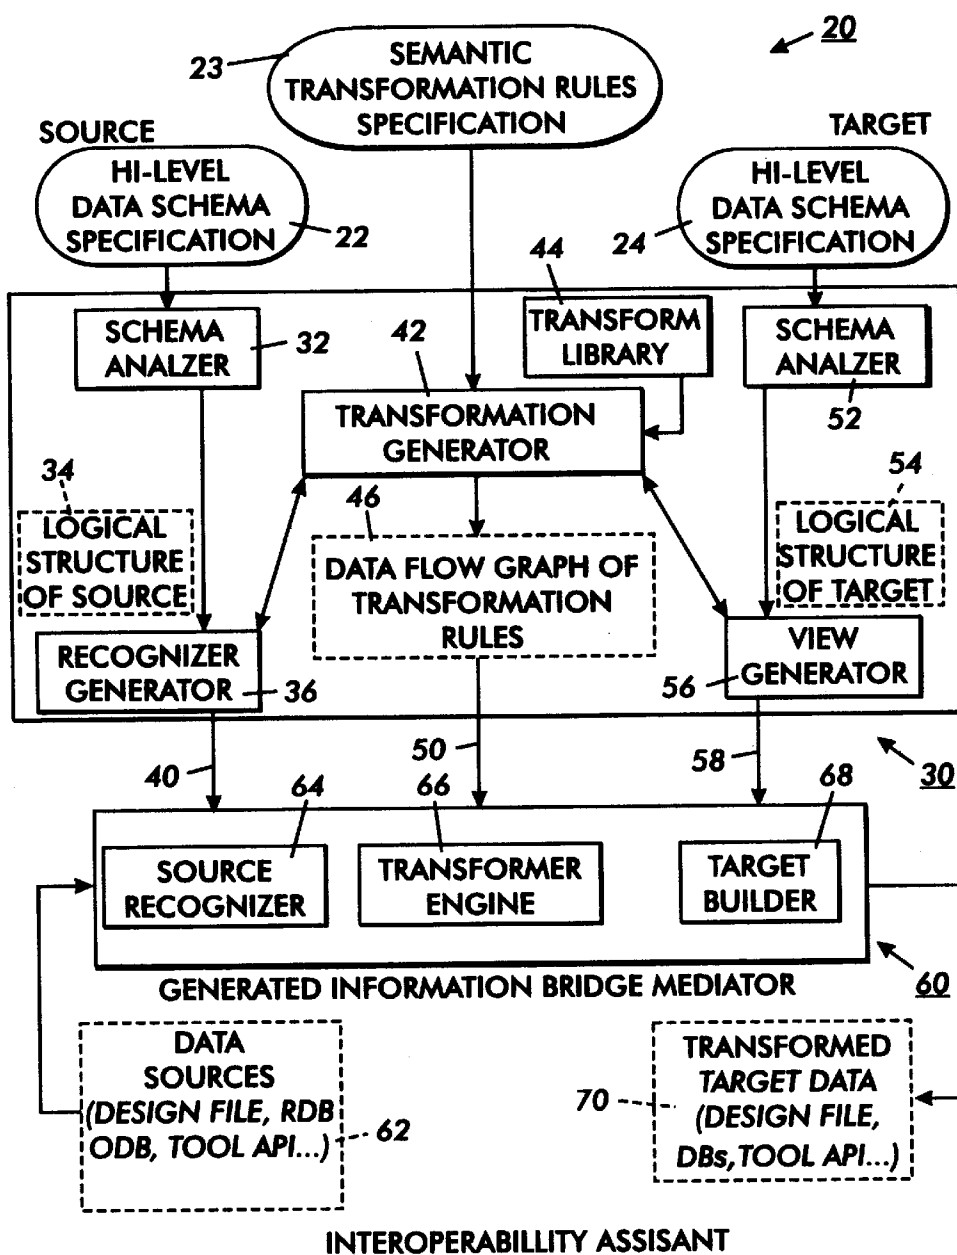 20
23
SEMANTIC
TRANSFORMATION RULES
SPECIFICATION
SOURCE
TARGET
HI-LEVEL
DATA SCHEMA
SPECIFICATION
22
HI-LEVEL
DATA SCHEMA
SPECIFICATION
24
44
SCHEMA
ANALZER
32
42
TRANSFORM
LIBRARY
SCHEMA
ANALZER
52
TRANSFORMATION
GENERATOR
34
46
54
LOGICAL
STRUCTURE
OF SOURCE
DATA FLOW GRAPH OF
TRANSFORMATION
RULES
LOGICAL
STRUCTURE
OF TARGET
RECOGNIZER
GENERATOR
36
VIEW
GENERATOR
56
40
50
58
30
64
66
68
SOURCE
RECOGNIZER
TRANSFORMER
ENGINE
TARGET
BUILDER
GENERATED INFORMATION BRIDGE MEDIATOR
60
DATA
SOURCES
(DESIGN FILE, RDB
ODB, TOOL API...)
62
TRANSFORMED
TARGET DATA
(DESIGN FILE,
DBs, TOOL API...)
70
INTEROPERABILLITY ASSISANT